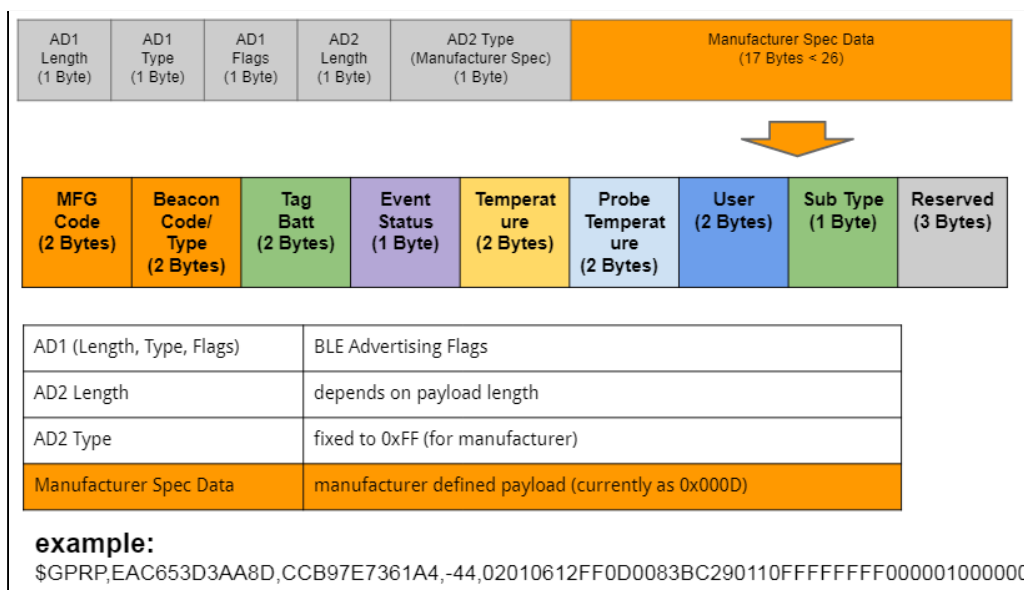 AD1
Length
(1 Byte)
AD1
Type
(1 Byte)
AD1
Flags
(1 Byte)
AD2
Length
(1 Byte)
AD2 Type
(Manufacturer Spec)
(1 Byte)
Manufacturer Spec Data
(17 Bytes < 26)
MFG
Code
(2 Bytes)
Beacon
Code/
Type
(2 Bytes)
Tag
Batt
(2 Bytes)
Event
Status
(1 Byte)
Temperat
ure
(2 Bytes)
Probe
Temperat
ure
(2 Bytes)
User
(2 Bytes)
Sub Type
(1 Byte)
Reserved
(3 Bytes)
AD1 (Length, Type, Flags)
BLE Advertising Flags
AD2 Length
depends on payload length
AD2 Type
fixed to 0xFF (for manufacturer)
Manufacturer Spec Data
manufacturer defined payload (currently as 0x000D)
example:
$GPRP,EAC653D3AA8D,CCB97E7361A4,-44,02010612FF0D0083BC290110FFFFFFFF000001000000